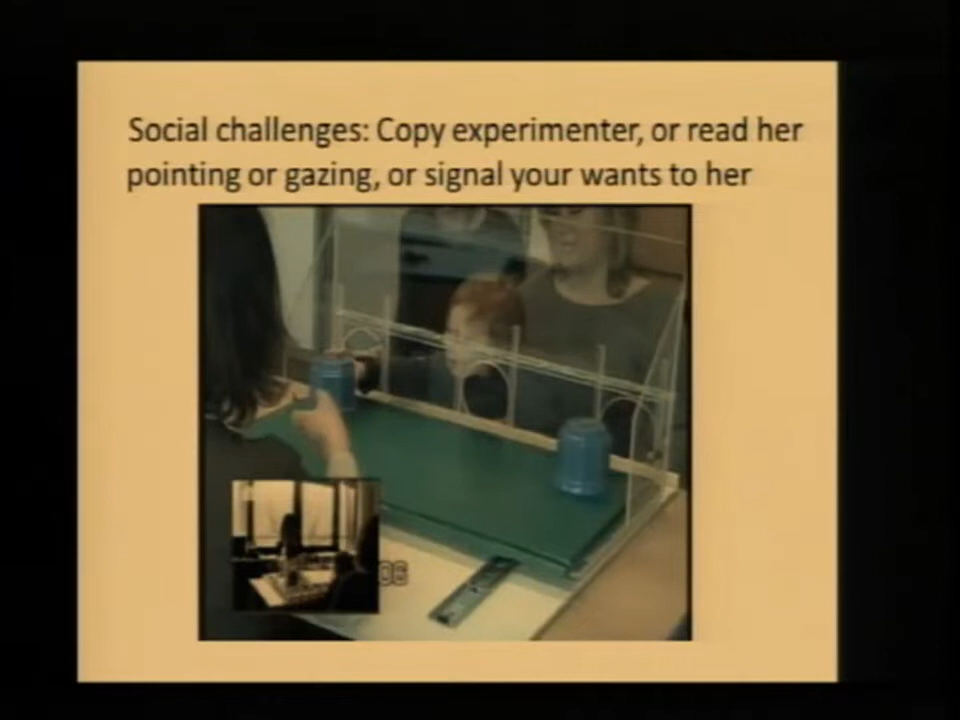 Social challenges: Copy experimenter, or read her
pointing or gazing, or signal your wants to her